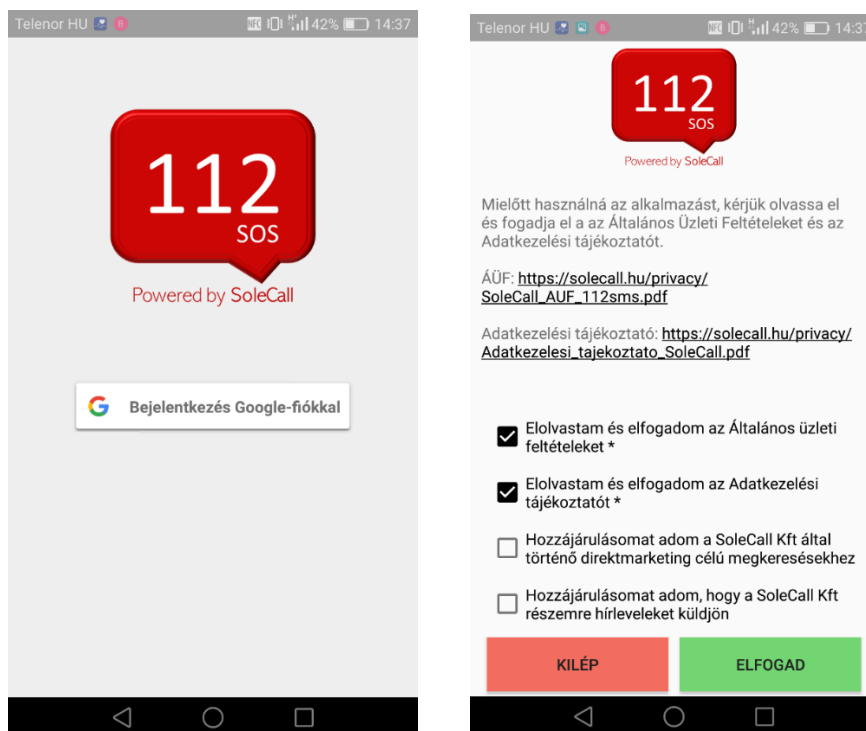 Telenor HU 42% 14:37
112
SOS
Powered by SoleCall
Bejelentkezés Google-fiókkal
Telenor HU 42% 14:37
112
SOS
Powered by SoleCall
Mielőtt használná az alkalmazást, kérjük olvassa el
és fogadja el a az Általános Üzleti Feltételeket és az
Adatkezelési tájékoztatót.
ÁÜF: https://solecall.hu/privacy/
SoleCall_AUF_112sms.pdf
Adatkezelési tájékoztató: https://solecall.hu/privacy/
Adatkezelesi_tajekoztato_SoleCall.pdf
Elolvastam és elfogadom az Általános üzleti
feltételeket *
Elolvastam és elfogadom az Adatkezelési
tájékoztatót *
Hozzájárulásomat adom a SoleCall Kft által
történő direktmarketing célú megkeresésekhez
Hozzájárulásomat adom, hogy a SoleCall Kft
részemre hírleveleket küldjön
KILÉP
ELFOGAD